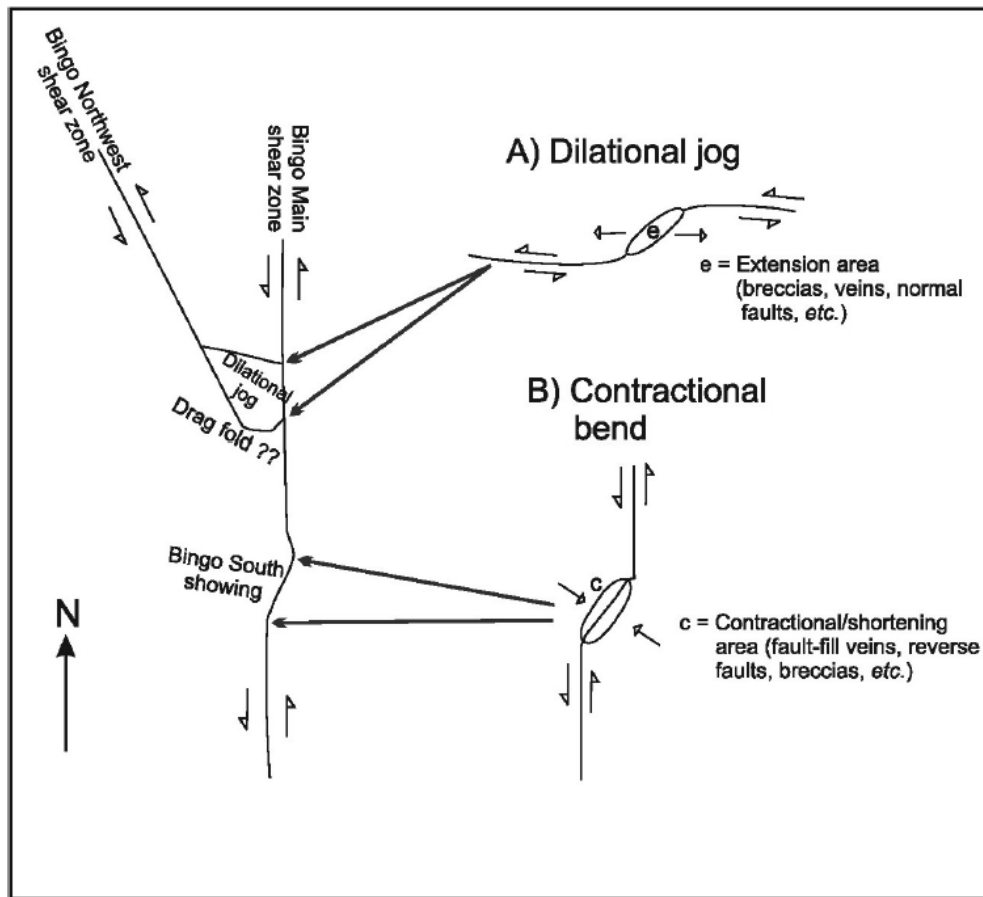 Bingo Northwest
shear zone
Bingo Main
shear zone
A) Dilational jog
e
e = Extension area
(breccias, veins, normal
faults, etc.)
Dilational
jog
Drag fold ??
B) Contractional
bend
Bingo South
showing
c
c = Contractional/shortening
area (fault-fill veins, reverse
faults, breccias, etc.)
N